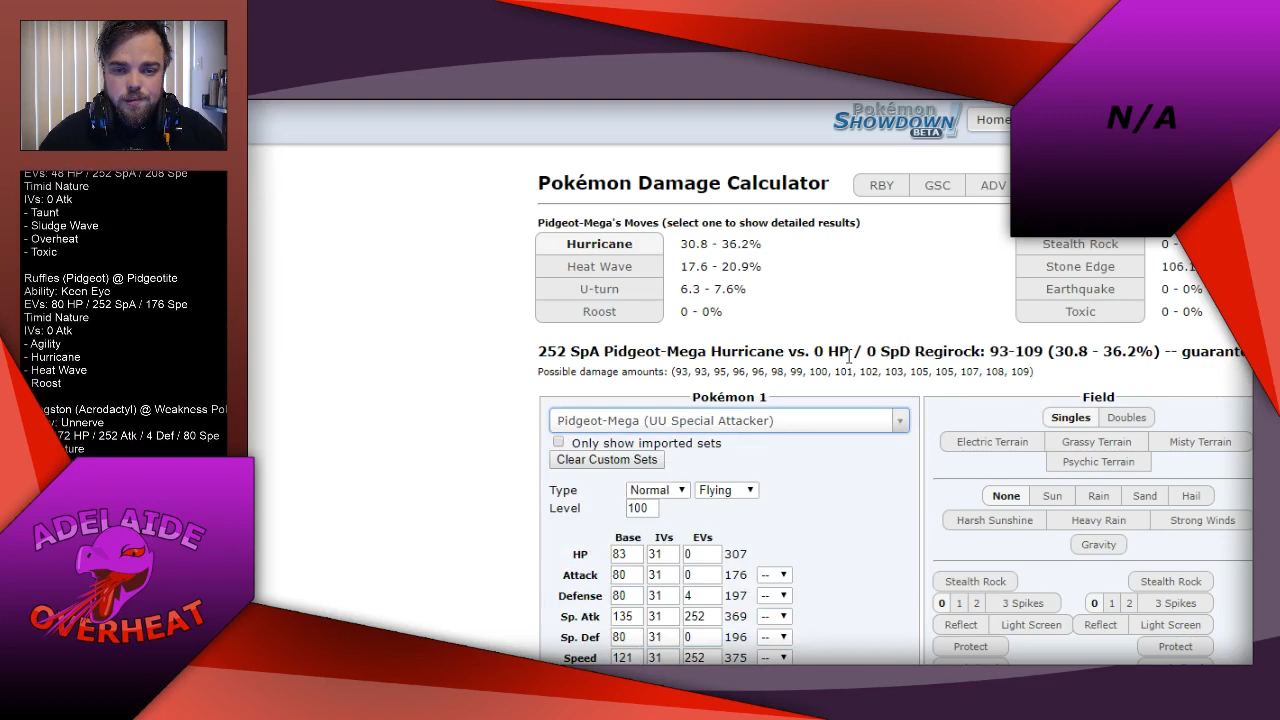 EVs: 48 HP / 252 SpA / 208 Spe
Timid Nature
IVs: 0 Atk
- Taunt
- Sludge Wave
- Overheat
- Toxic
Ruffles (Pidgeot) @ Pidgeotite
Ability: Keen Eye
EVs: 80 HP / 252 SpA / 176 Spe
Timid Nature
IVs: 0 Atk
- Agility
- Hurricane
- Heat Wave
- Roost
(Aerodactyl) @ Weakness
Unnerve
/ 252 Atk / 4 Def / 80 Spe
ADELAIDE
OVERHEAT
N/A
Pokémon
SHOWDOWN!
BETA
Home
Pokémon Damage Calculator
RBY GSC ADV
Pidgeot-Mega's Moves (select one to show detailed results)
Hurricane 30.8 - 36.2%
Heat Wave 17.6 - 20.9%
U-turn 6.3 - 7.6%
Roost 0 - 0%
Stealth Rock 0 -
Stone Edge 106.1
Earthquake 0 - 0%
Toxic 0 - 0%
252 SpA Pidgeot-Mega Hurricane vs. 0 HP / 0 SpD Regirock: 93-109 (30.8 - 36.2%) --
Possible damage amounts: (93, 93, 95, 96, 96, 98, 99, 100, 101, 102, 103, 105, 105, 107, 108, 109)
Pokémon 1
Pidgeot-Mega (UU Special Attacker)
Only show imported sets
Clear Custom Sets
Type Normal Flying
Level 100
Base IVs EVs
HP 83 31 0 307
Attack 80 31 0 176 --
Defense 80 31 4 197 --
Sp. Atk 135 31 252 369 --
Sp. Def 80 31 0 196 --
Speed 121 31 252 375 --
Field
Singles Doubles
Electric Terrain Grassy Terrain Misty Terrain
Psychic Terrain
None Sun Rain Sand Hail
Harsh Sunshine Heavy Rain Strong Winds
Gravity
Stealth Rock Stealth Rock
0 1 2 3 Spikes 0 1 2 3 Spikes
Reflect Light Screen Reflect Light Screen
Protect Protect